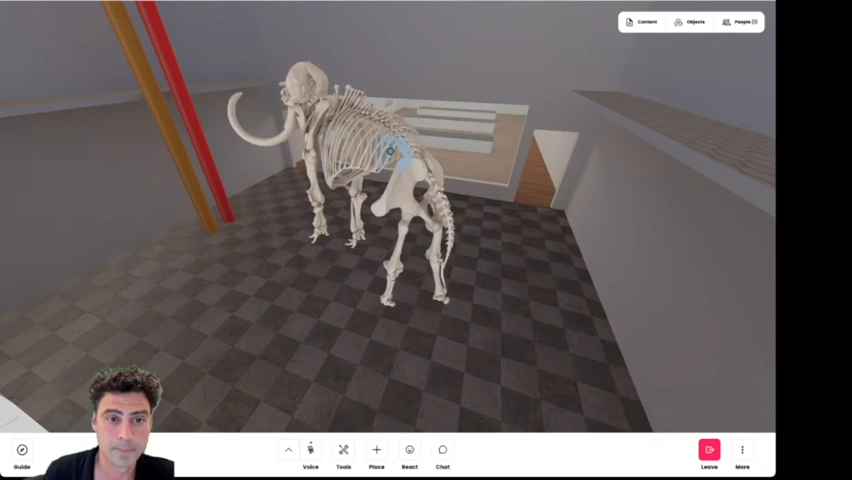 Content Objects People (1)
Guide Voice Tools Place React Chat Leave More